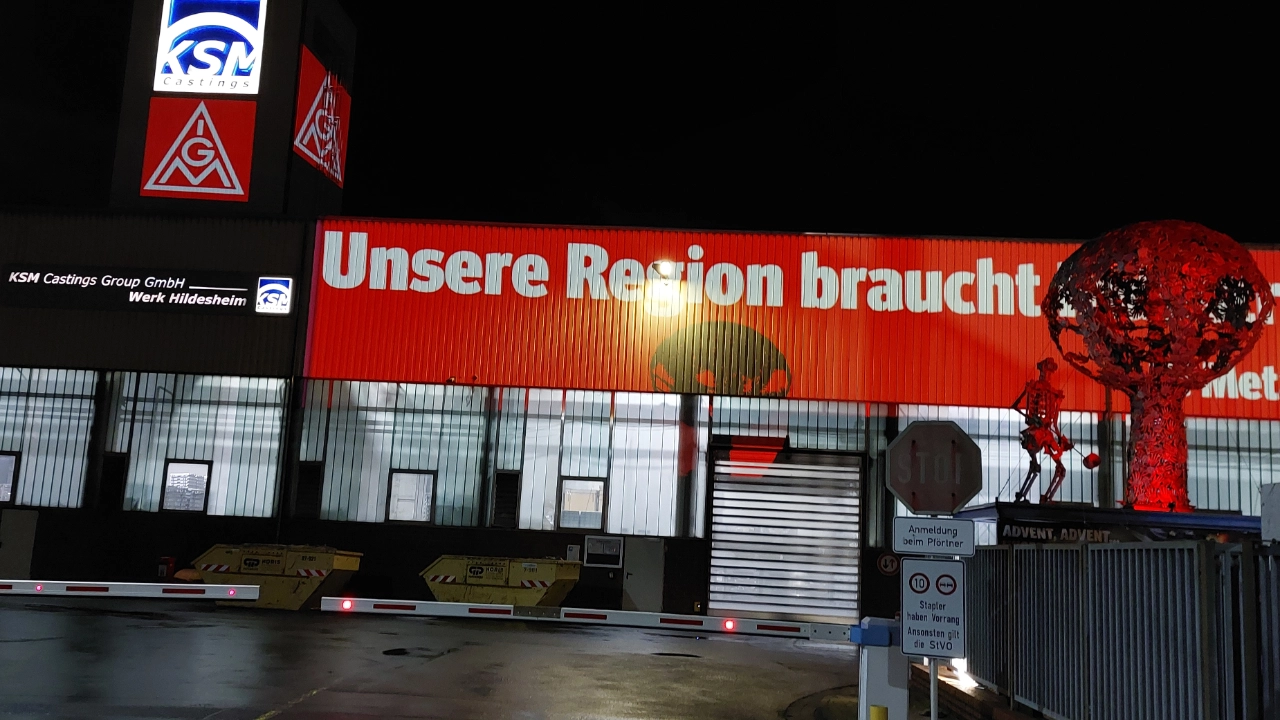 KSM
Castings
IGM
IGM
KSM Castings Group GmbH
Werk Hildesheim
KSM
Unsere Region braucht
Met
STOP
Anmeldung
beim Pförtner
10
Stapler
haben Vorrang
Ansonsten gilt
die StVO
ADVENT, ADVENT